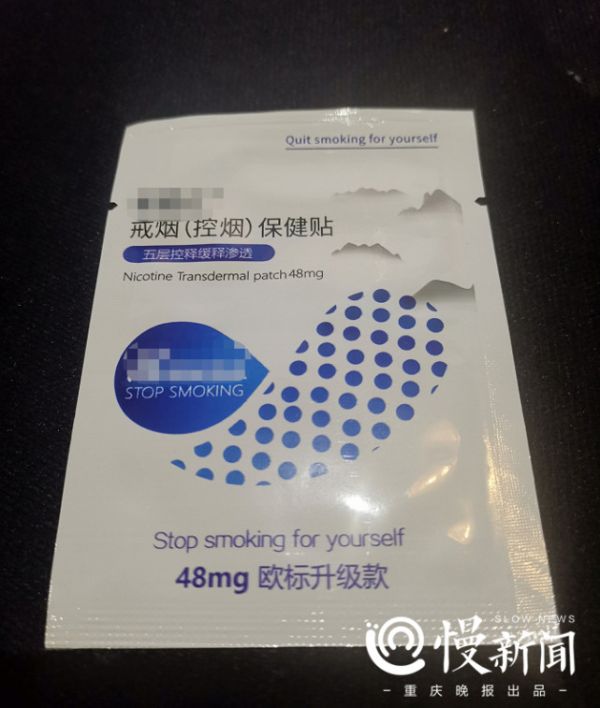 Quit smoking for yourself
戒烟(控烟)保健贴
五层控释缓释渗透
Nicotine Transdermal patch48mg
STOP SMOKING
Stop smoking for yourself
48mg 欧标升级款
SLOW NEWS
慢新闻
-重庆晚报出品-